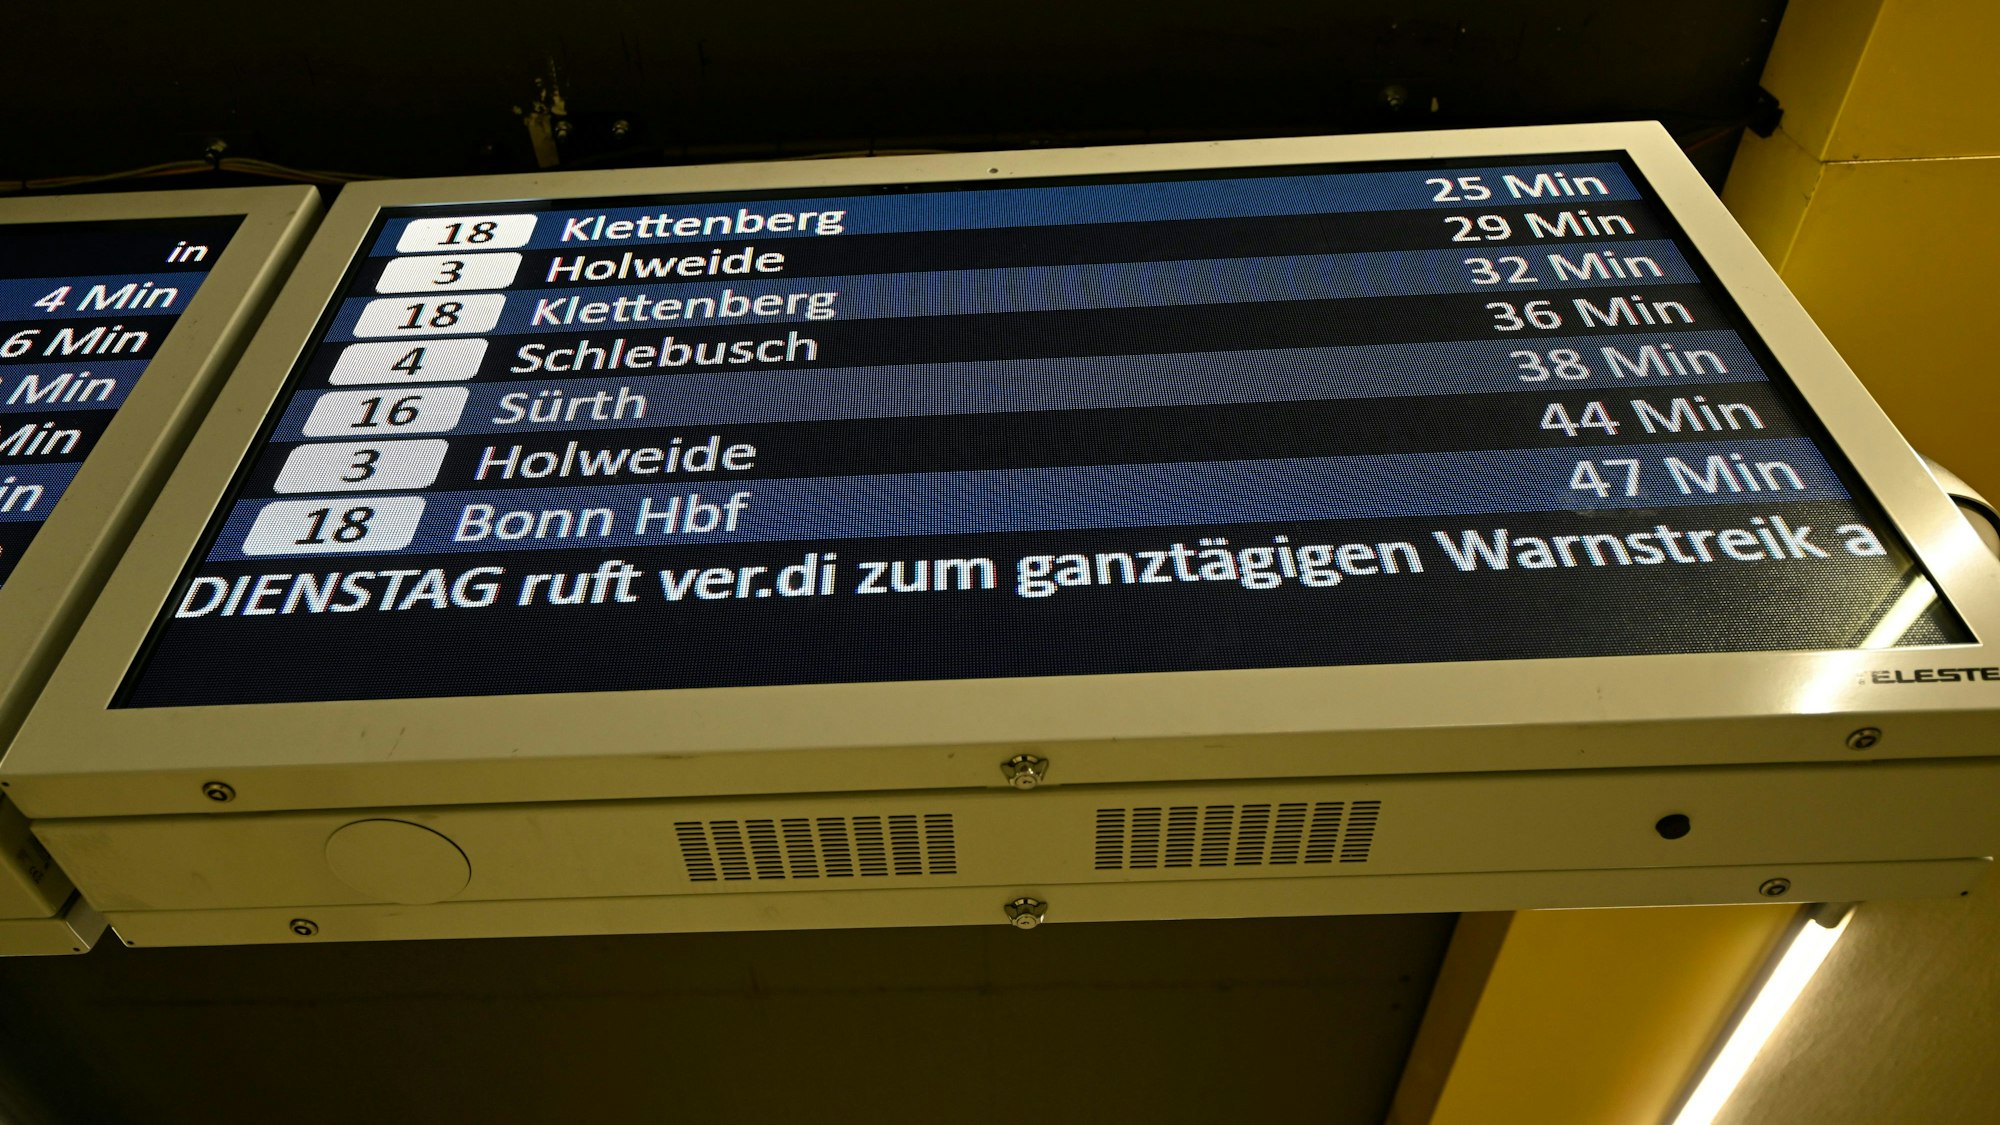 in
4 Min
6 Min
Min
Min
in
18 Klettenberg 25 Min
3 Holweide 29 Min
18 Klettenberg 32 Min
4 Schlebusch 36 Min
16 Sürth 38 Min
3 Holweide 44 Min
18 Bonn Hbf 47 Min
DIENSTAG ruft ver.di zum ganztägigen Warnstreik a
TELESTE